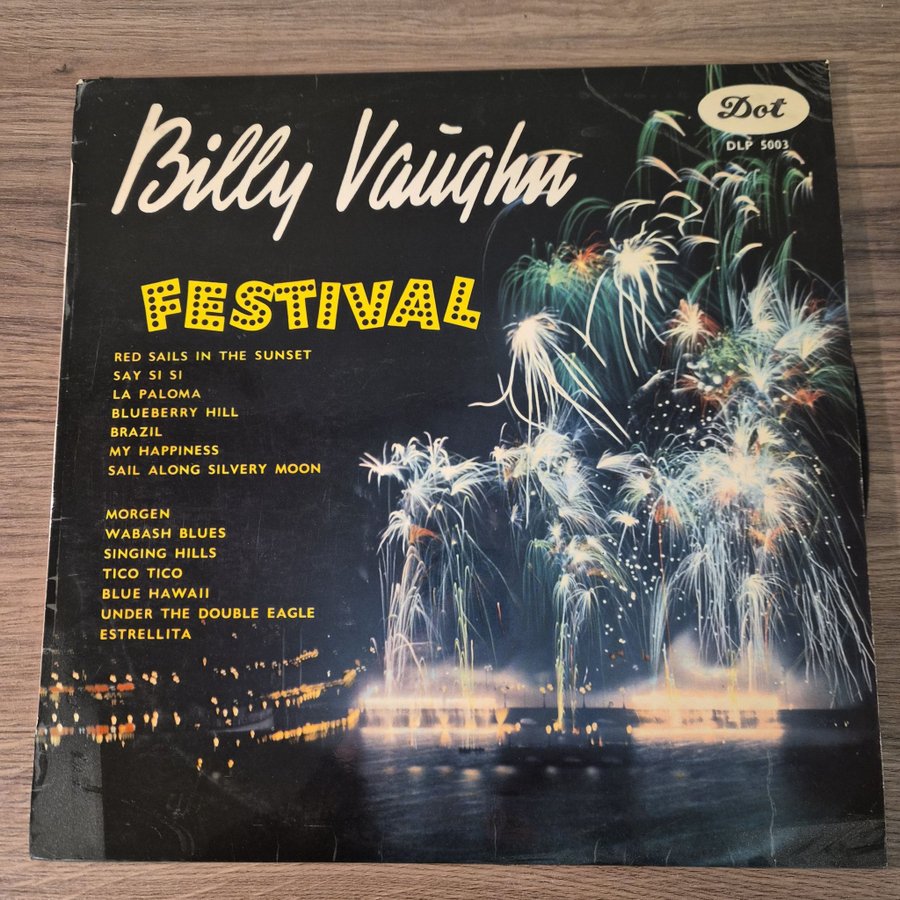 Billy Vaughn
Dot
DLP 5003
FESTIVAL
RED SAILS IN THE SUNSET
SAY SI SI
LA PALOMA
BLUEBERRY HILL
BRAZIL
MY HAPPINESS
SAIL ALONG SILVERY MOON
MORGEN
WABASH BLUES
SINGING HILLS
TICO TICO
BLUE HAWAII
UNDER THE DOUBLE EAGLE
ESTRELLITA